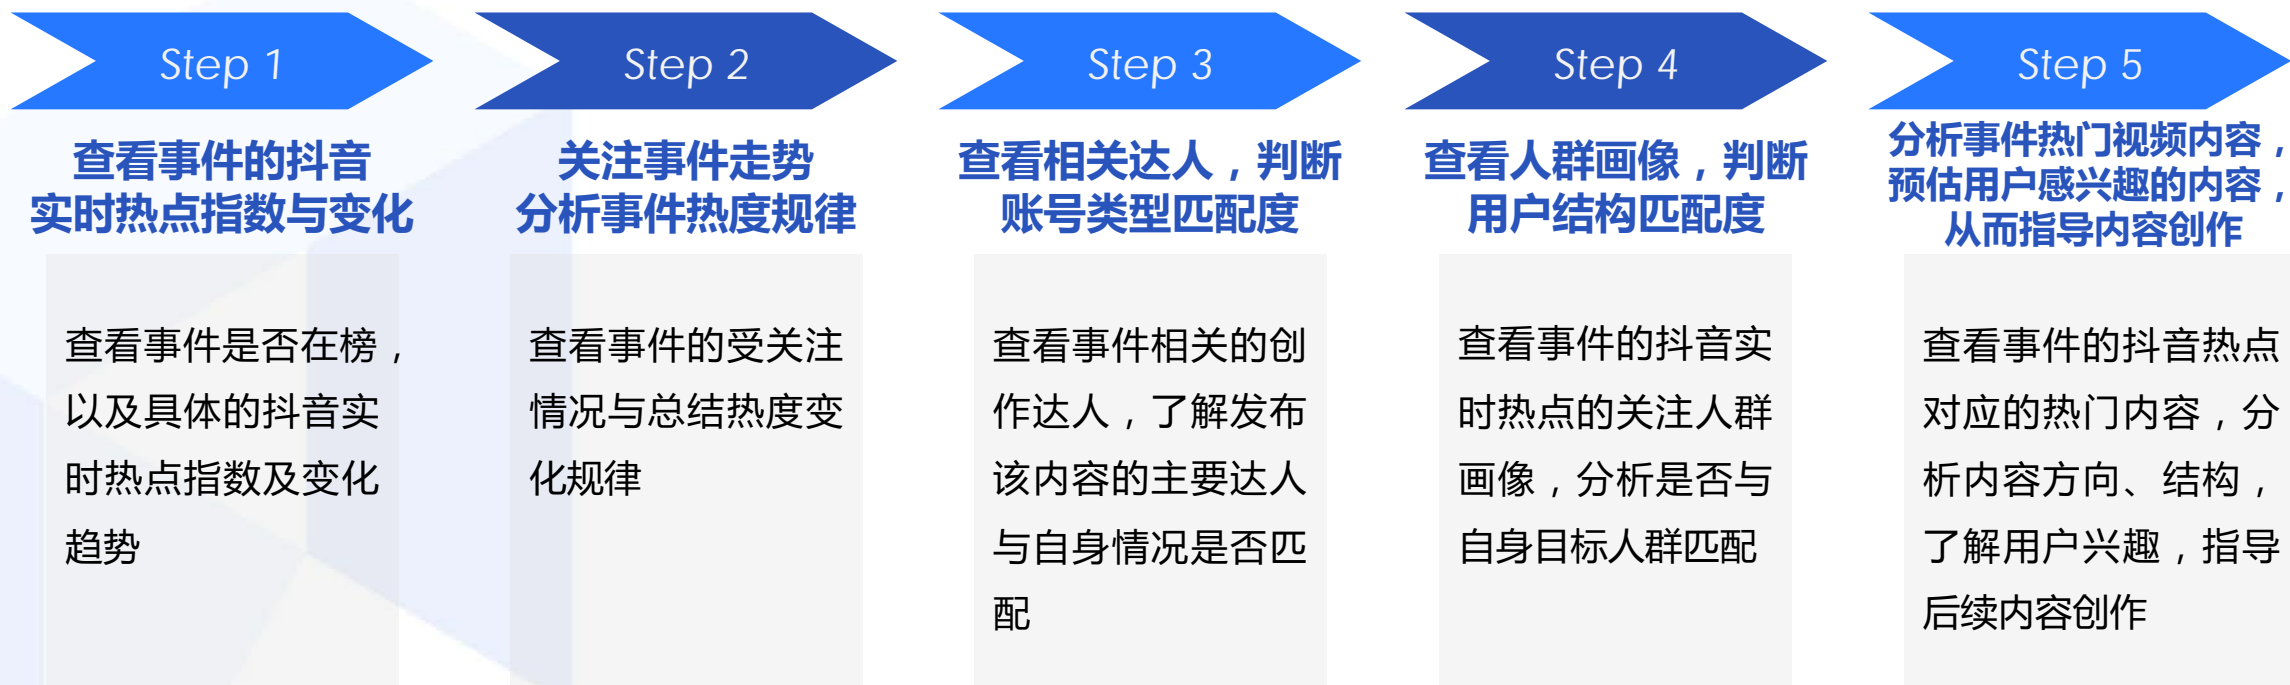 Step 1
查看事件的抖音
实时热点指数与变化
查看事件是否在榜，
以及具体的抖音实
时热点指数及变化
趋势
Step 2
关注事件走势
分析事件热度规律
查看事件的受关注
情况与总结热度变
化规律
Step 3
查看相关达人，判断
账号类型匹配度
查看事件相关的创
作达人，了解发布
该内容的主要达人
与自身情况是否匹
配
Step 4
查看人群画像，判断
用户结构匹配度
查看事件的抖音实
时热点的关注人群
画像，分析是否与
自身目标人群匹配
Step 5
分析事件热门视频内容，
预估用户感兴趣的内容，
从而指导内容创作
查看事件的抖音热点
对应的热门内容，分
析内容方向、结构，
了解用户兴趣，指导
后续内容创作